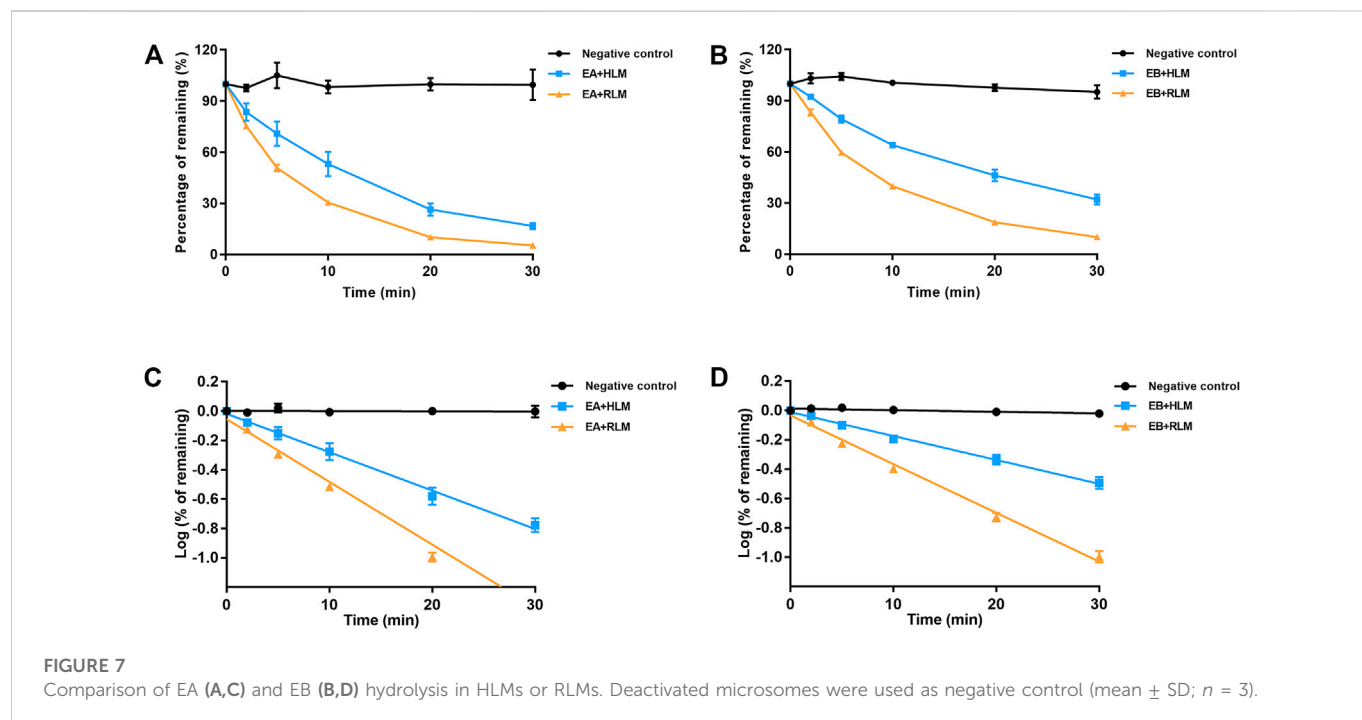 A
Percentage of remaining (%)
120
90
60
30
0
0 10 20 30
Time (min)
Negative control
EA+HLM
EA+RLM
B
Percentage of remaining (%)
120
90
60
30
0
0 10 20 30
Time (min)
Negative control
EB+HLM
EB+RLM
C
Log (% of remaining)
0.2
0.0
-0.2
-0.4
-0.6
-0.8
-1.0
0 10 20 30
Time (min)
Negative control
EA+HLM
EA+RLM
D
Log (% of remaining)
0.2
0.0
-0.2
-0.4
-0.6
-0.8
-1.0
0 10 20 30
Time (min)
Negative control
EB+HLM
EB+RLM
FIGURE 7
Comparison of EA (A,C) and EB (B,D) hydrolysis in HLMs or RLMs. Deactivated microsomes were used as negative control (mean ± SD; n = 3).